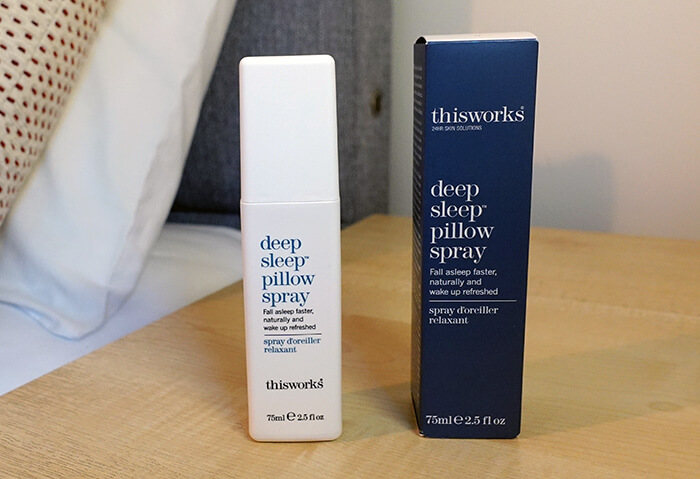 deep
sleep™
pillow
spray
Fall asleep faster,
naturally and
wake up refreshed
spray d'oreiller
relaxant
thisworks®
75ml e 2.5 fl oz
thisworks®
24HR SKIN SOLUTIONS
deep
sleep™
pillow
spray
Fall asleep faster,
naturally and
wake up refreshed
spray d'oreiller
relaxant
75ml e 2.5 fl oz